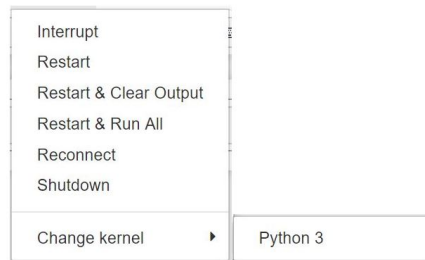 Interrupt
Restart
Restart & Clear Output
Restart & Run All
Reconnect
Shutdown
Change kernel
Python 3